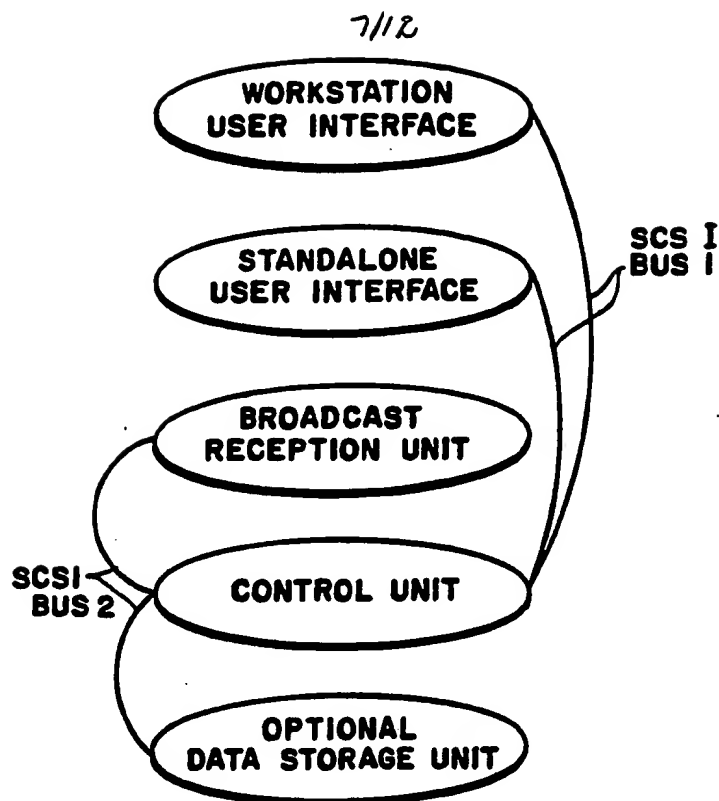 7/12
WORKSTATION
USER INTERFACE
STANDALONE
USER INTERFACE
SCS I
BUS 1
BROADCAST
RECEPTION UNIT
SCSI
BUS 2
CONTROL UNIT
OPTIONAL
DATA STORAGE UNIT